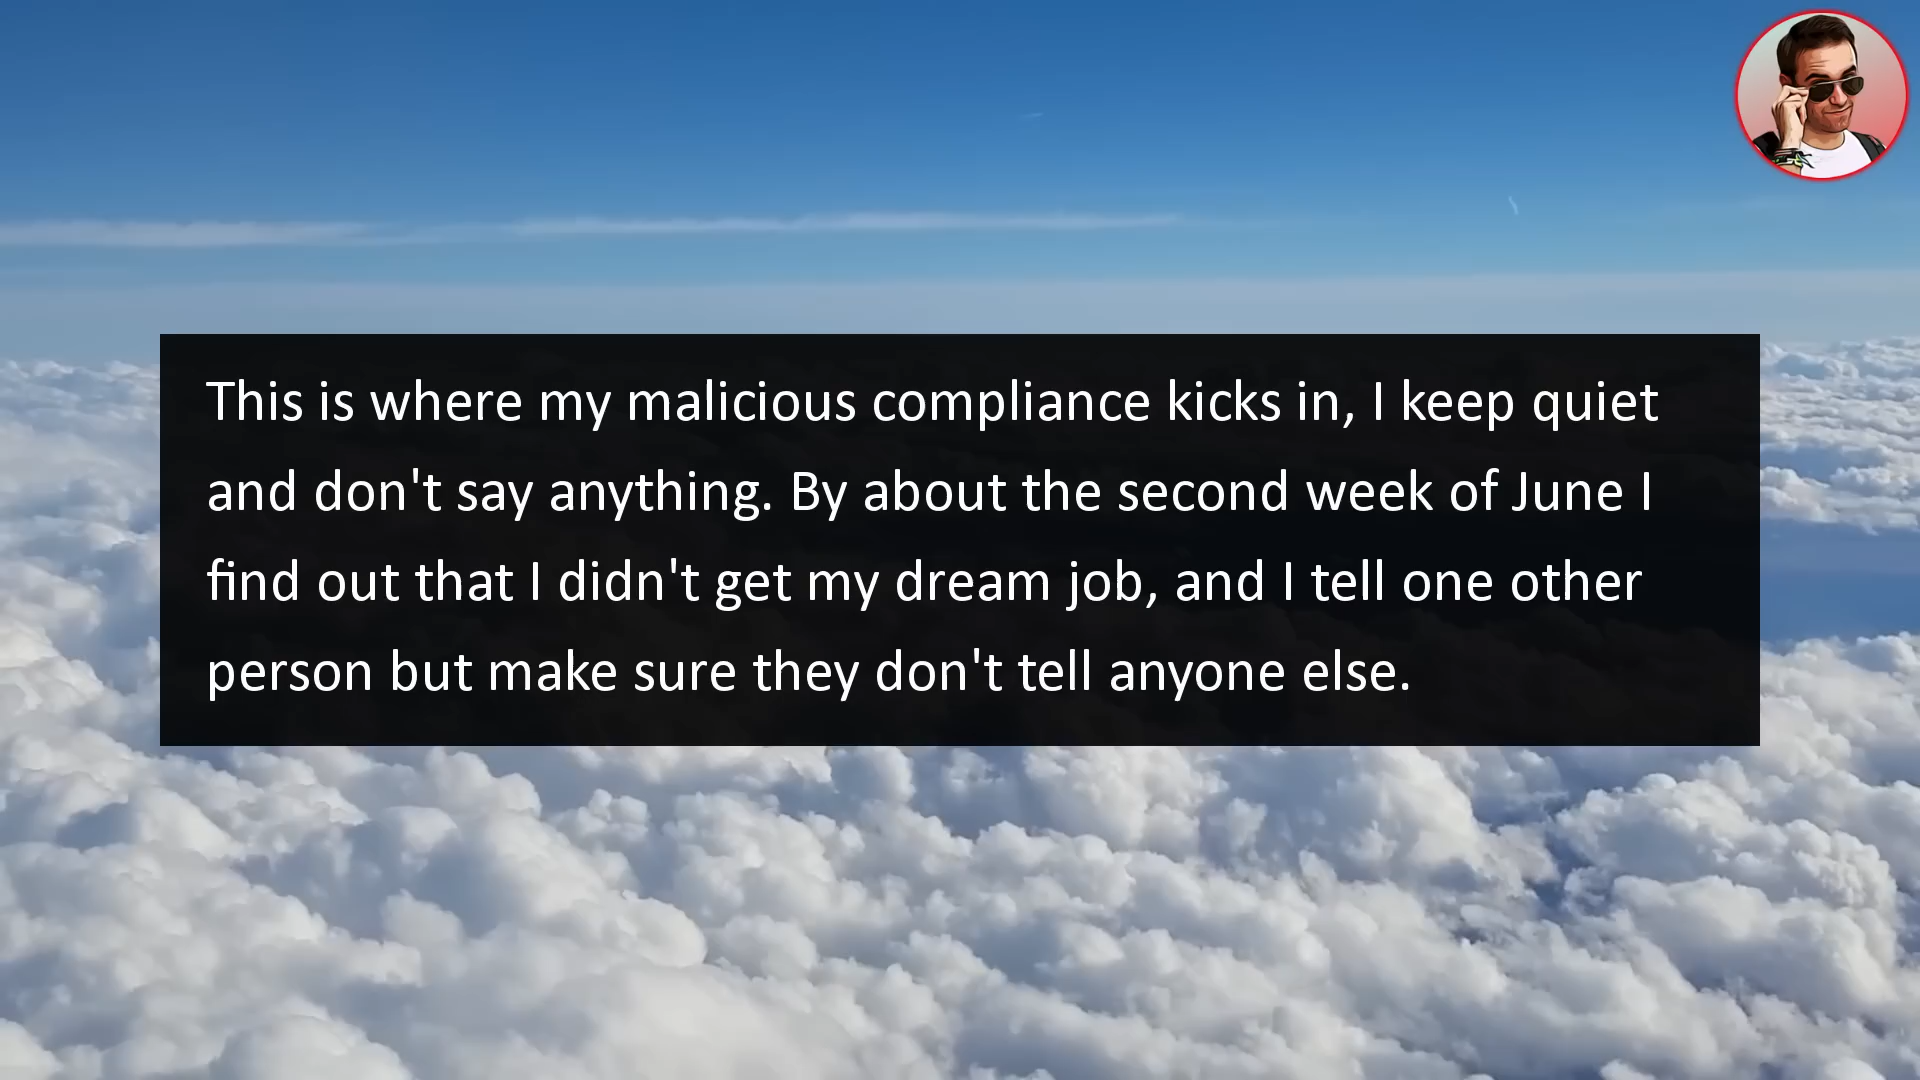 This is where my malicious compliance kicks in, I keep quiet
and don't say anything. By about the second week of June I
find out that I didn't get my dream job, and I tell one other
person but make sure they don't tell anyone else.